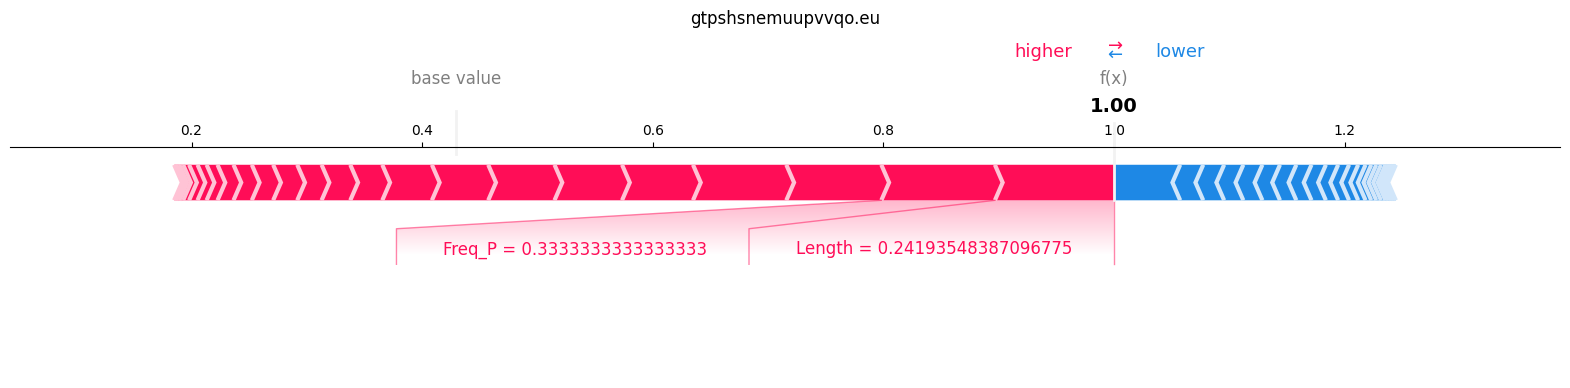 gtpshsnemuupvvqo.eu
higher ⇄ lower
base value f(x)
1.00
0.2 0.4 0.6 0.8 1.0 1.2
Freq_P = 0.3333333333333333 Length = 0.24193548387096775